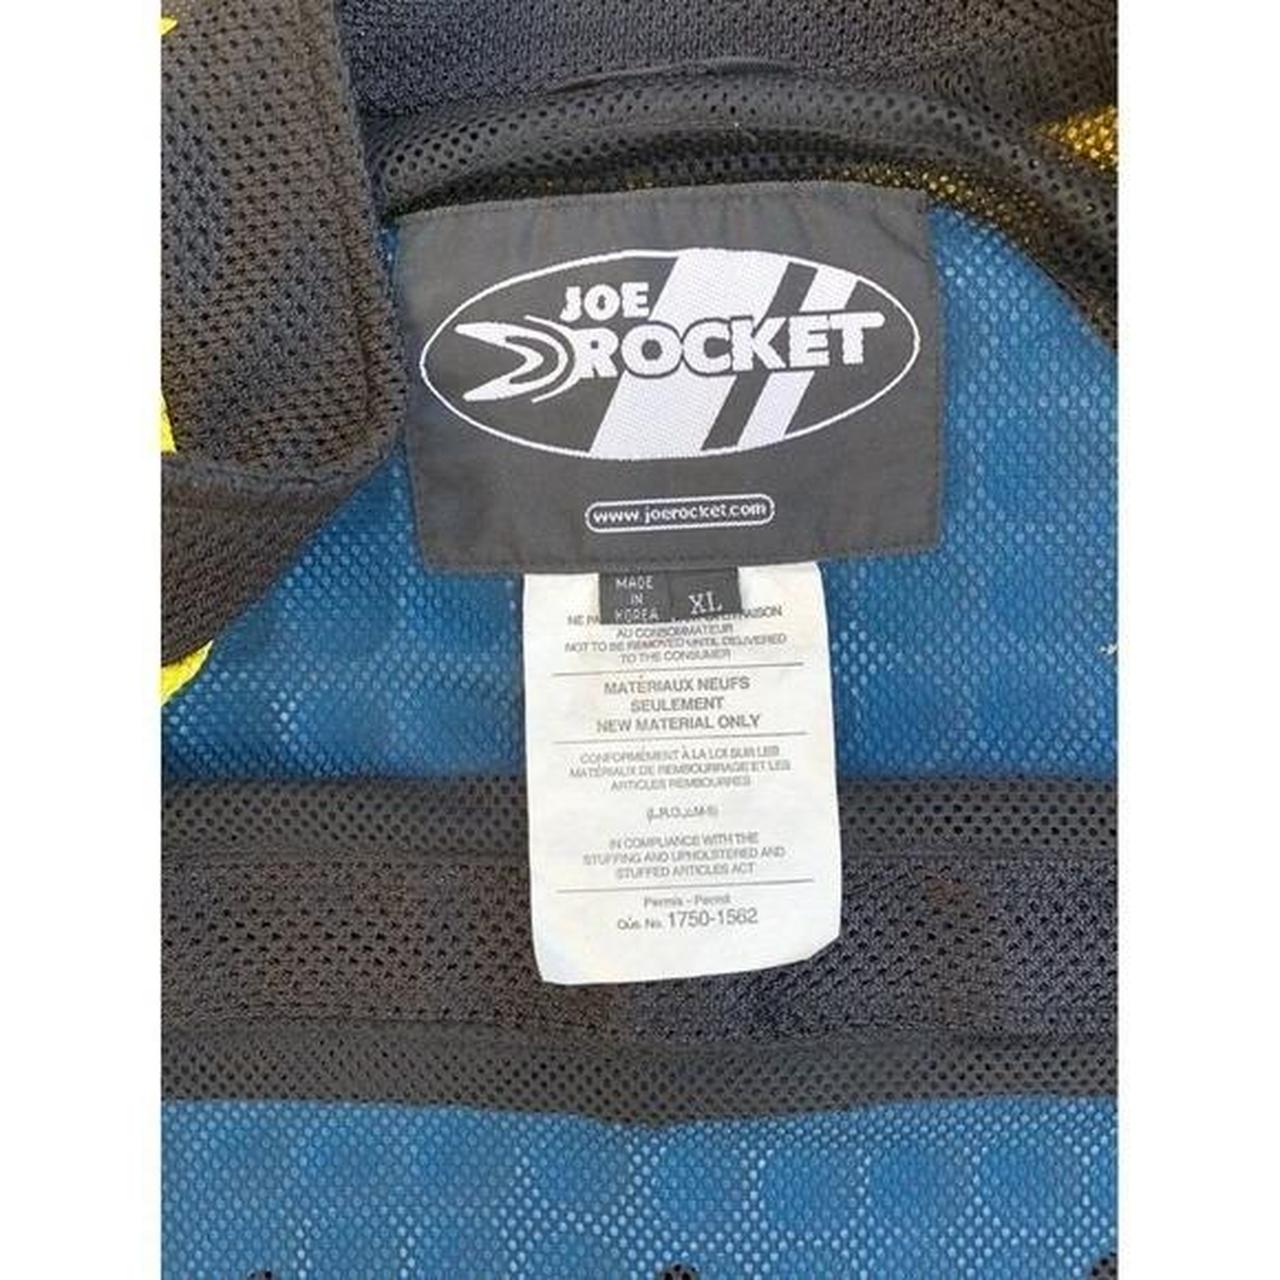 JOE
ROCKET
www.joerocket.com
MADE
IN
KOREA
XL
NE
AU CONSOMMATEUR
NOT TO BE REMOVED UNTIL DELIVERED
TO THE CONSUMER
MATÉRIAUX NEUFS
SEULEMENT
NEW MATERIAL ONLY
CONFORMÉMENT À LA LOI SUR LES
MATÉRIAUX DE REMBOURRAGE ET LES
ARTICLES REMBOURRÉS
IN COMPLIANCE WITH THE
STUFFING AND UPHOLSTERED AND
STUFFED ARTICLES ACT
Permis - Permit
No. 1750-1562